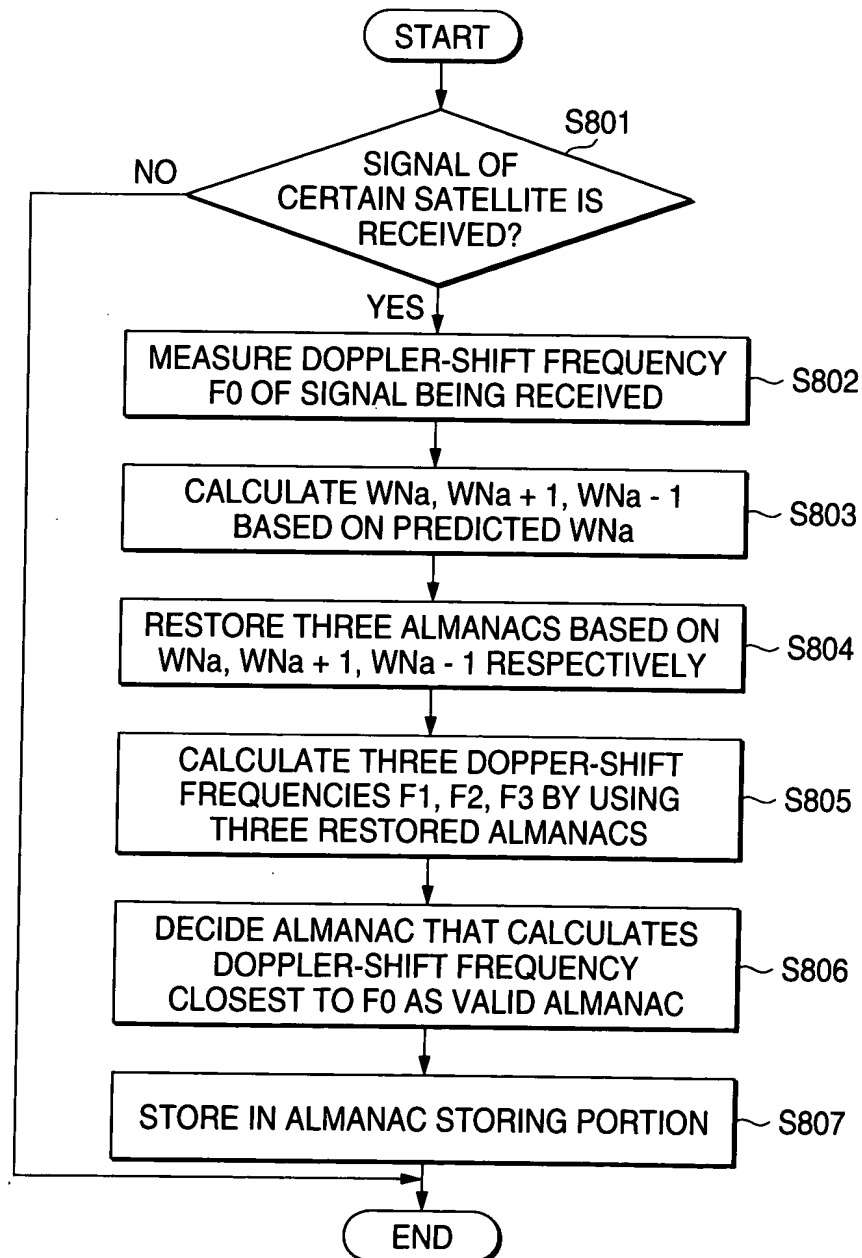 START
S801
NO
SIGNAL OF
CERTAIN SATELLITE IS
RECEIVED?
YES
MEASURE DOPPLER-SHIFT FREQUENCY
F0 OF SIGNAL BEING RECEIVED
S802
CALCULATE WNa, WNa + 1, WNa - 1
BASED ON PREDICTED WNa
S803
RESTORE THREE ALMANACS BASED ON
WNa, WNa + 1, WNa - 1 RESPECTIVELY
S804
CALCULATE THREE DOPPER-SHIFT
FREQUENCIES F1, F2, F3 BY USING
THREE RESTORED ALMANACS
S805
DECIDE ALMANAC THAT CALCULATES
DOPPLER-SHIFT FREQUENCY
CLOSEST TO F0 AS VALID ALMANAC
S806
STORE IN ALMANAC STORING PORTION
S807
END